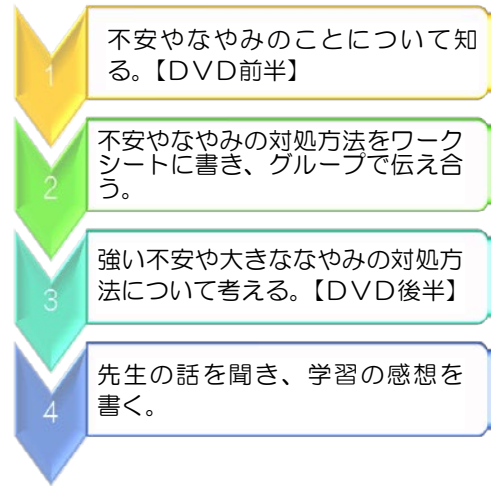 1
不安やなやみのことについて知
る。【ＤＶＤ前半】
2
不安やなやみの対処方法をワーク
シートに書き、グループで伝え合
う。
3
強い不安や大きななやみの対処方
法について考える。【ＤＶＤ後半】
4
先生の話を聞き、学習の感想を
書く。